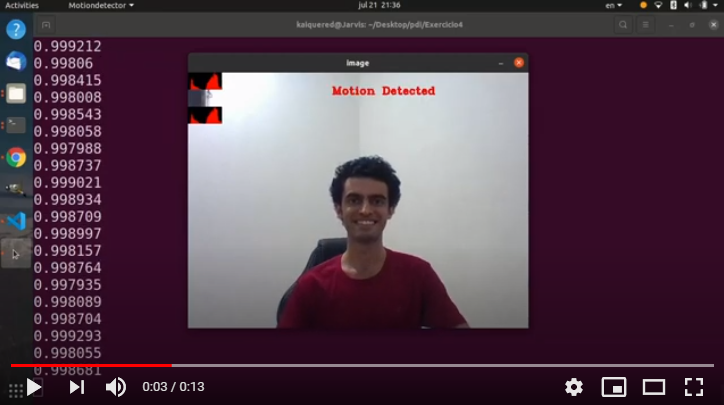 Activities
Motiondetector
jul 21 21:36
en
kaiquered@Jarvis: ~/Desktop/pdi/Exercicio4
image
Motion Detected
0.999212
0.99806
0.998415
0.998008
0.998543
0.998058
0.997988
0.998737
0.999021
0.998934
0.998709
0.998997
0.998157
0.998764
0.997935
0.998089
0.998704
0.999293
0.998055
0.998681
0:03 / 0:13